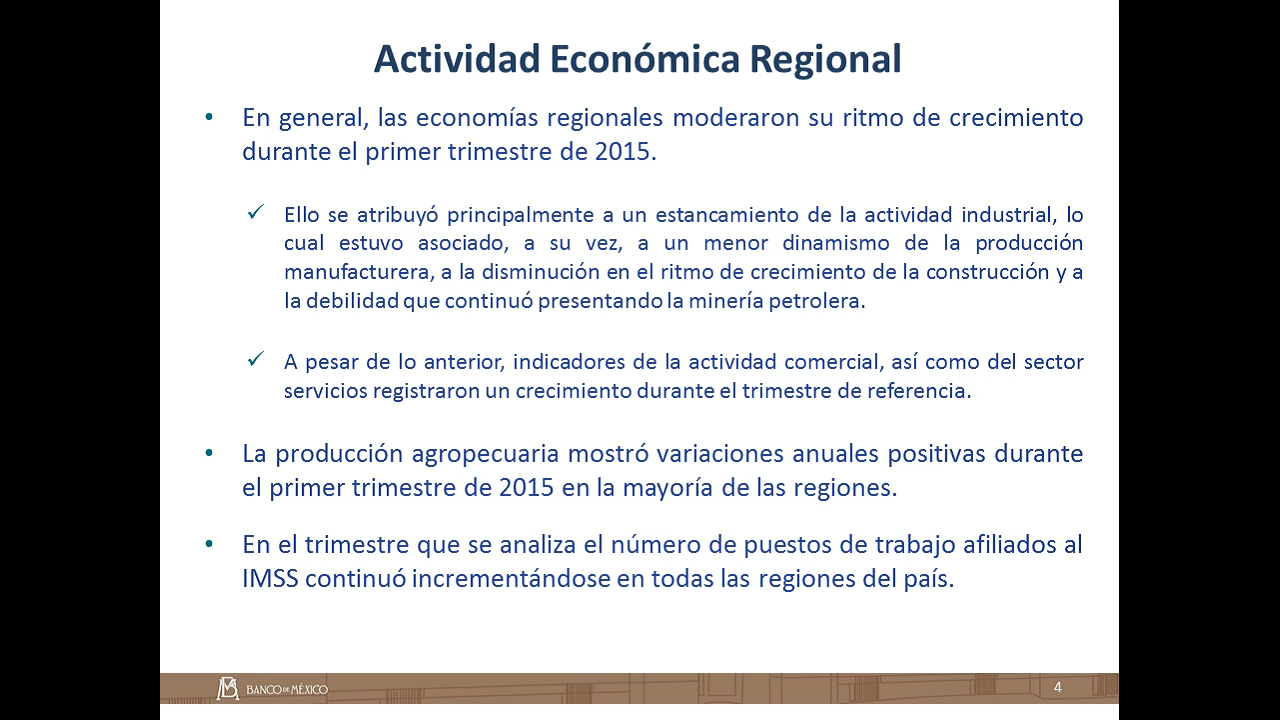 Actividad Económica Regional
• En general, las economías regionales moderaron su ritmo de crecimiento
durante el primer trimestre de 2015.
✓ Ello se atribuyó principalmente a un estancamiento de la actividad industrial, lo
cual estuvo asociado, a su vez, a un menor dinamismo de la producción
manufacturera, a la disminución en el ritmo de crecimiento de la construcción y a
la debilidad que continuó presentando la minería petrolera.
✓ A pesar de lo anterior, indicadores de la actividad comercial, así como del sector
servicios registraron un crecimiento durante el trimestre de referencia.
• La producción agropecuaria mostró variaciones anuales positivas durante
el primer trimestre de 2015 en la mayoría de las regiones.
• En el trimestre que se analiza el número de puestos de trabajo afiliados al
IMSS continuó incrementándose en todas las regiones del país.
BANCO DE MÉXICO
4